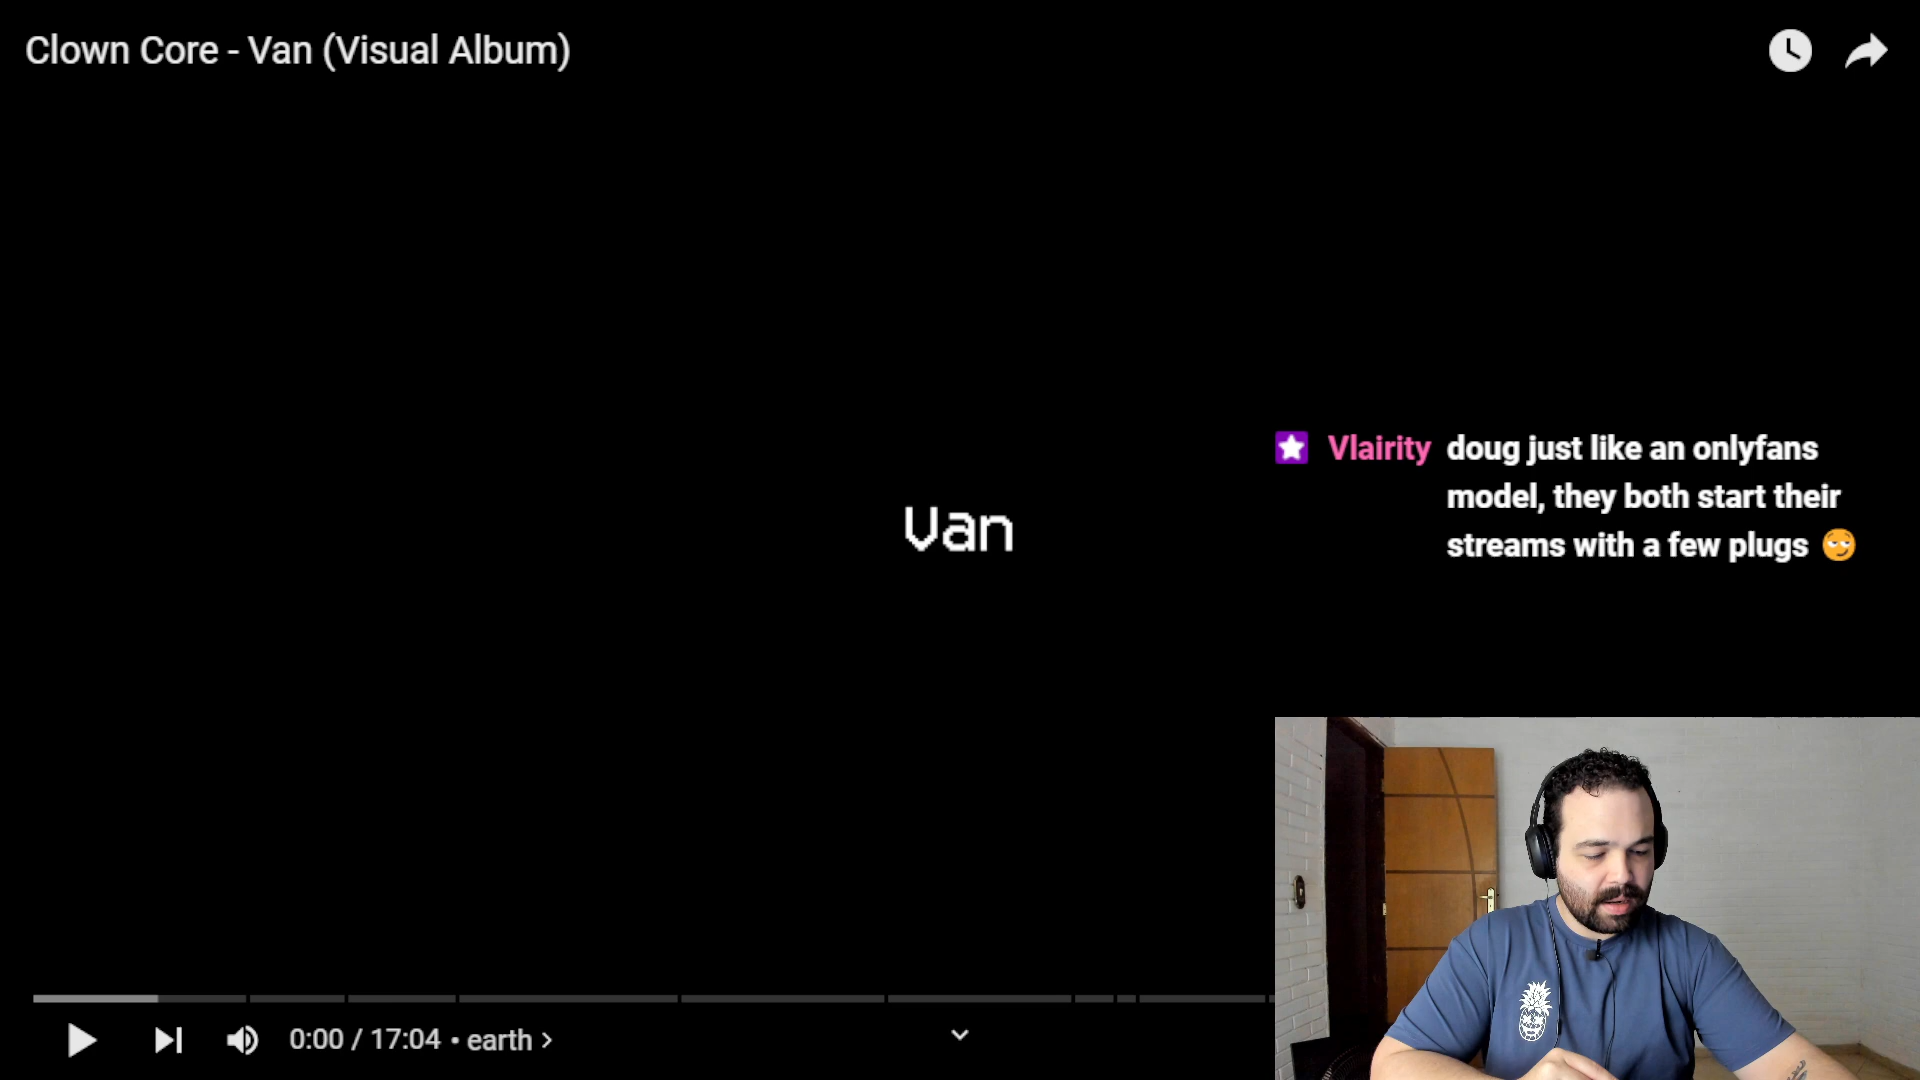 Clown Core - Van (Visual Album)
Vlairity doug just like an onlyfans
model, they both start their
streams with a few plugs 😏
Van
0:00 / 17:04 • earth >